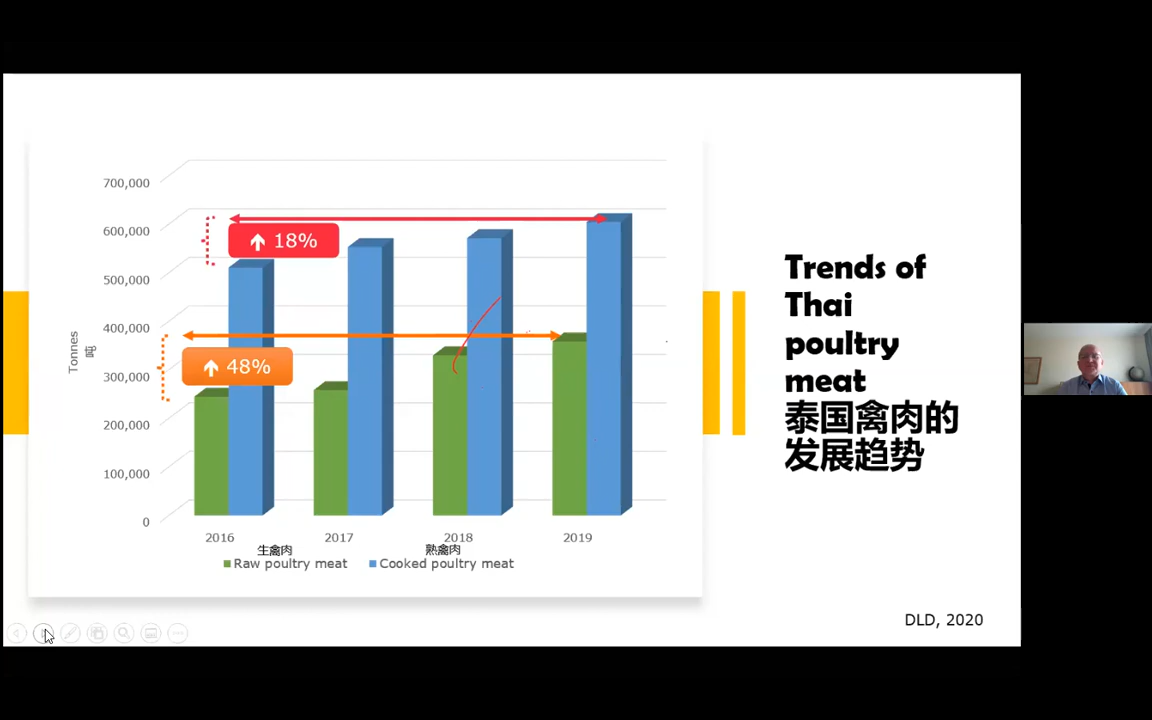 700,000
600,000
500,000
400,000
300,000
200,000
100,000
0
Tonnes
吨
18%
48%
2016
2017
2018
2019
生禽肉
熟禽肉
Raw poultry meat
Cooked poultry meat
Trends of
Thai
poultry
meat
泰国禽肉的
发展趋势
DLD, 2020